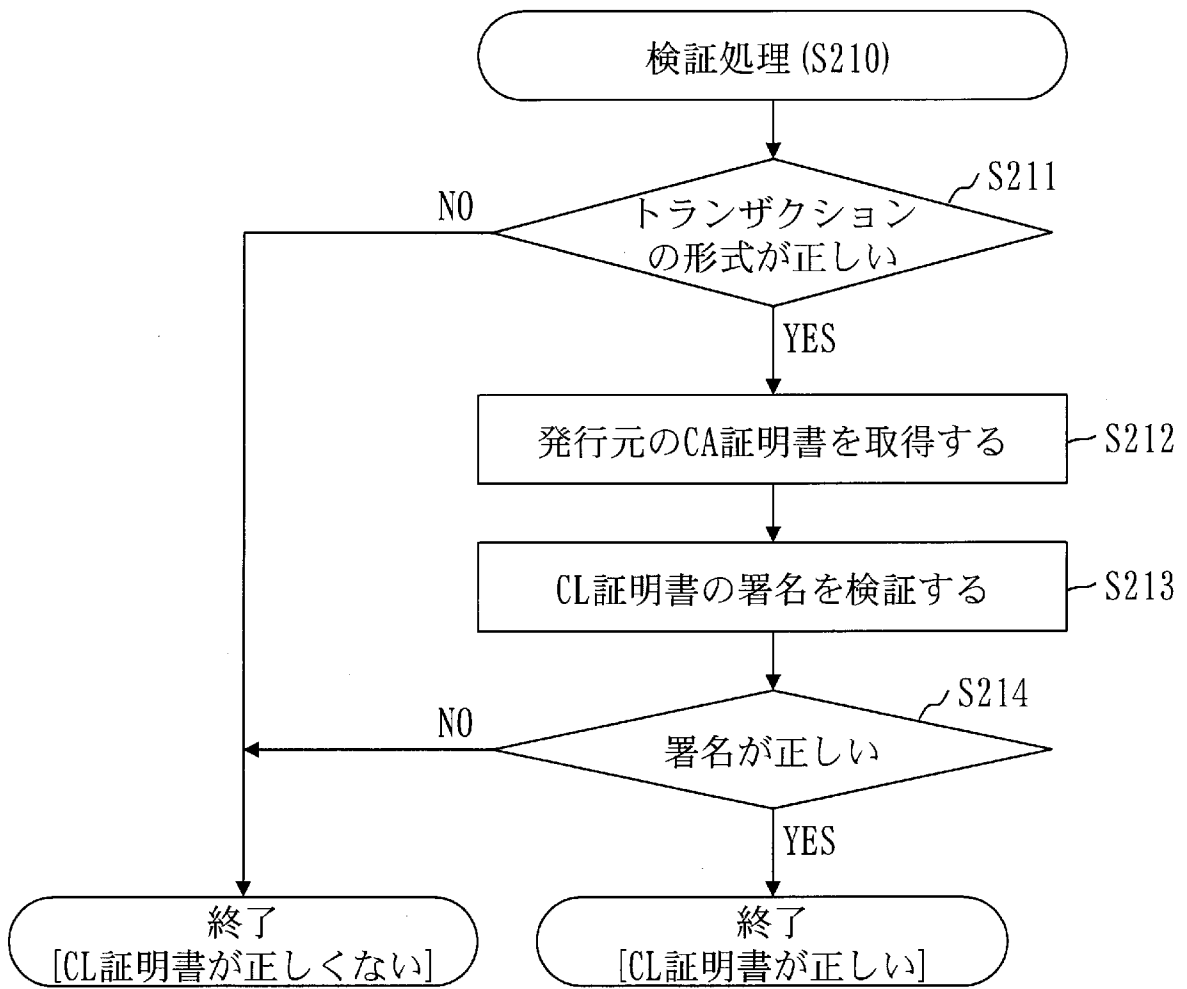 検証処理(S210)
S211
NO
トランザクション
の形式が正しい
YES
発行元のCA証明書を取得する
S212
CL証明書の署名を検証する
S213
S214
NO
署名が正しい
YES
終了
[CL証明書が正しくない]
終了
[CL証明書が正しい]